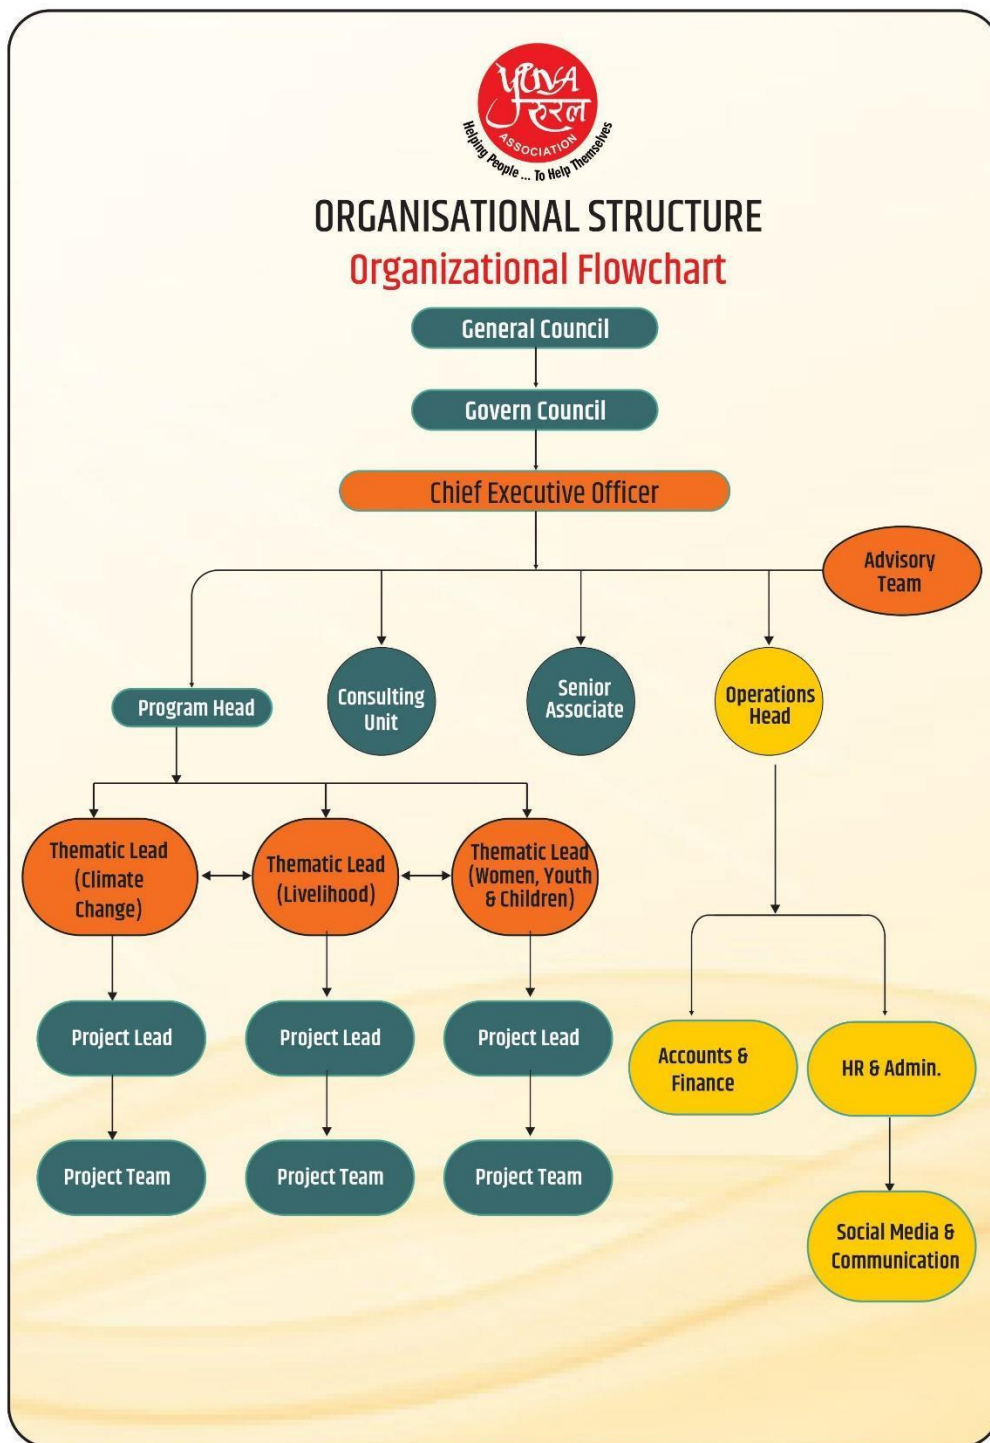 YUVA
रुरल
ASSOCIATION
Helping People ... To Help Themselves
ORGANISATIONAL STRUCTURE
Organizational Flowchart
General Council
Govern Council
Chief Executive Officer
Advisory
Team
Program Head
Consulting
Unit
Senior
Associate
Operations
Head
Thematic Lead
(Climate
Change)
Thematic Lead
(Livelihood)
Thematic Lead
(Women, Youth
& Children)
Project Lead
Project Lead
Project Lead
Accounts &
Finance
HR & Admin.
Project Team
Project Team
Project Team
Social Media &
Communication